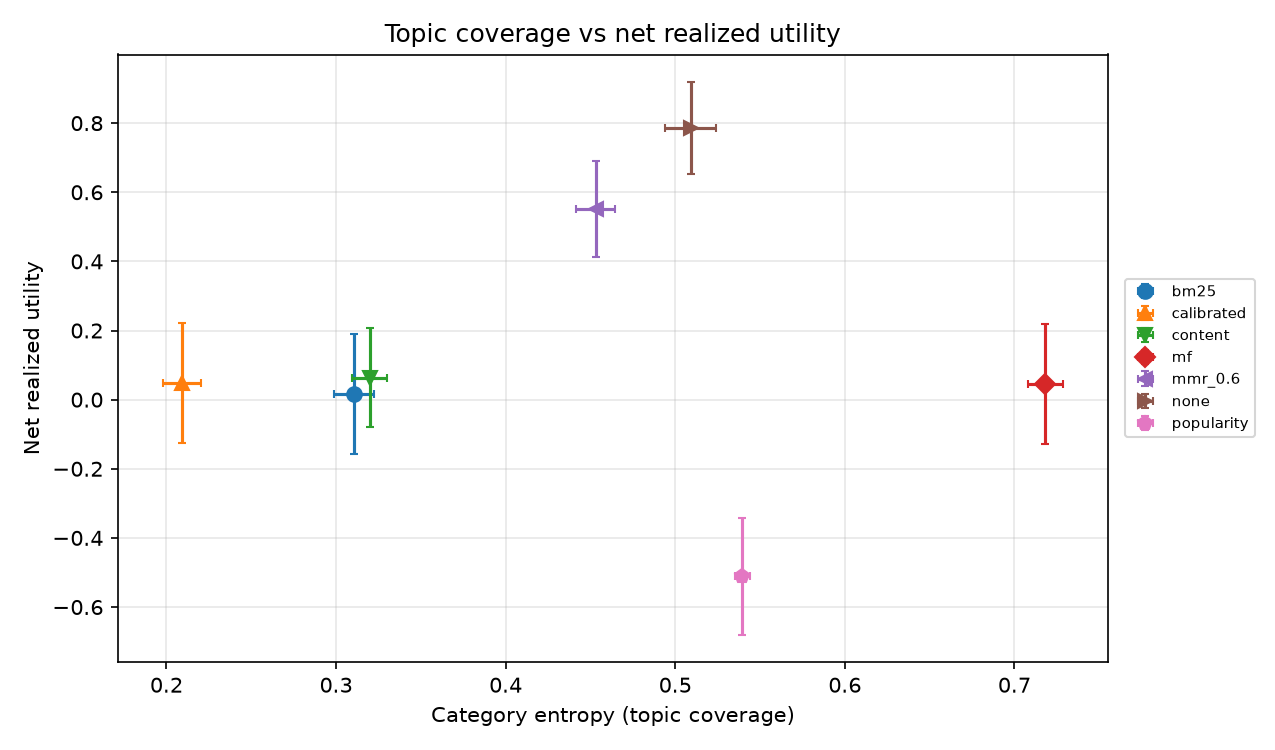 Topic coverage vs net realized utility
Net realized utility
0.8
0.6
0.4
0.2
0.0
−0.2
−0.4
−0.6
0.2
0.3
0.4
0.5
0.6
0.7
Category entropy (topic coverage)
bm25
calibrated
content
mf
mmr_0.6
none
popularity